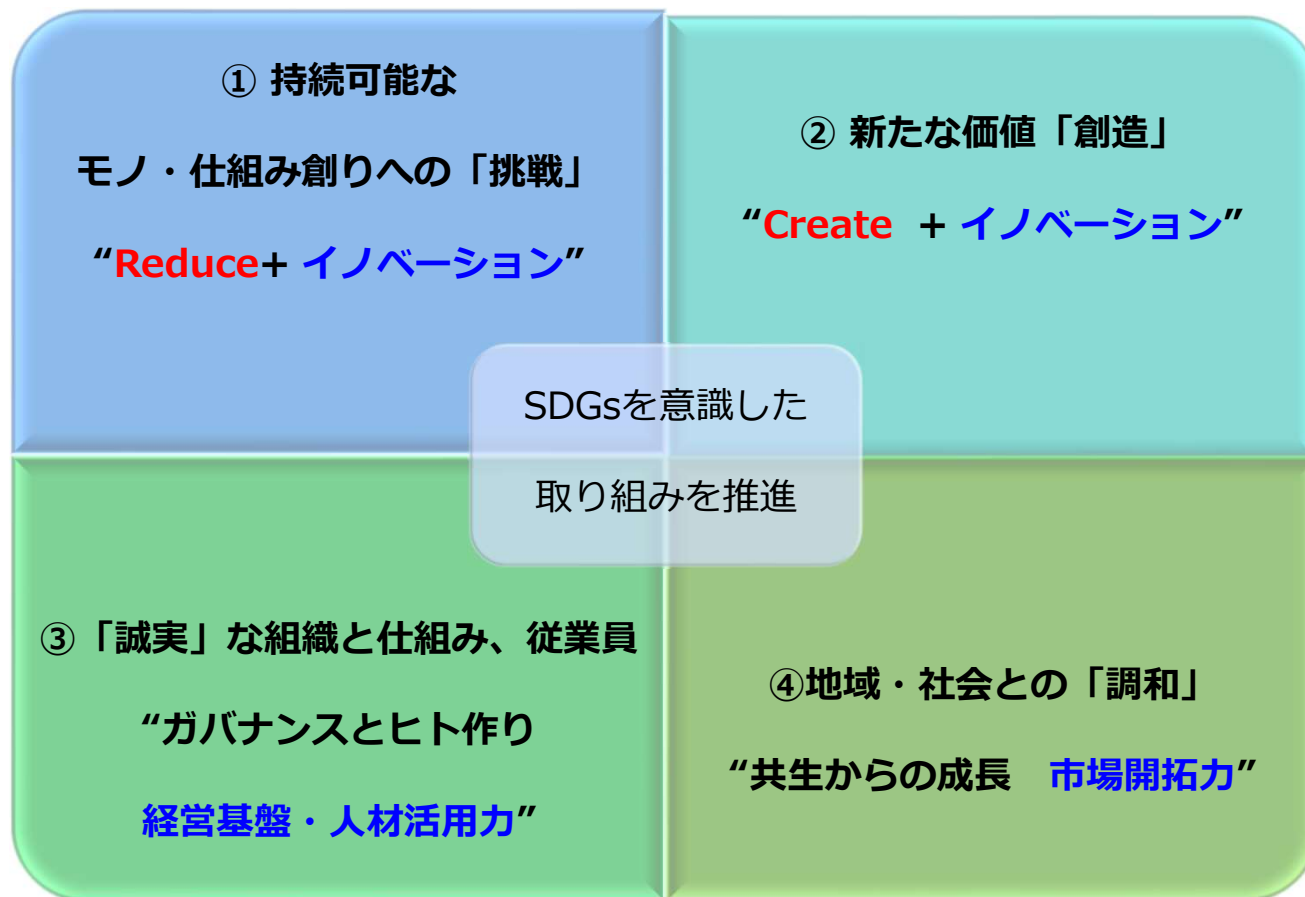 ① 持続可能な
モノ・仕組み創りへの「挑戦」
“Reduce+ イノベーション”
② 新たな価値「創造」
“Create + イノベーション”
SDGsを意識した
取り組みを推進
③「誠実」な組織と仕組み、従業員
“ガバナンスとヒト作り
経営基盤・人材活用力”
④地域・社会との「調和」
“共生からの成長　市場開拓力”